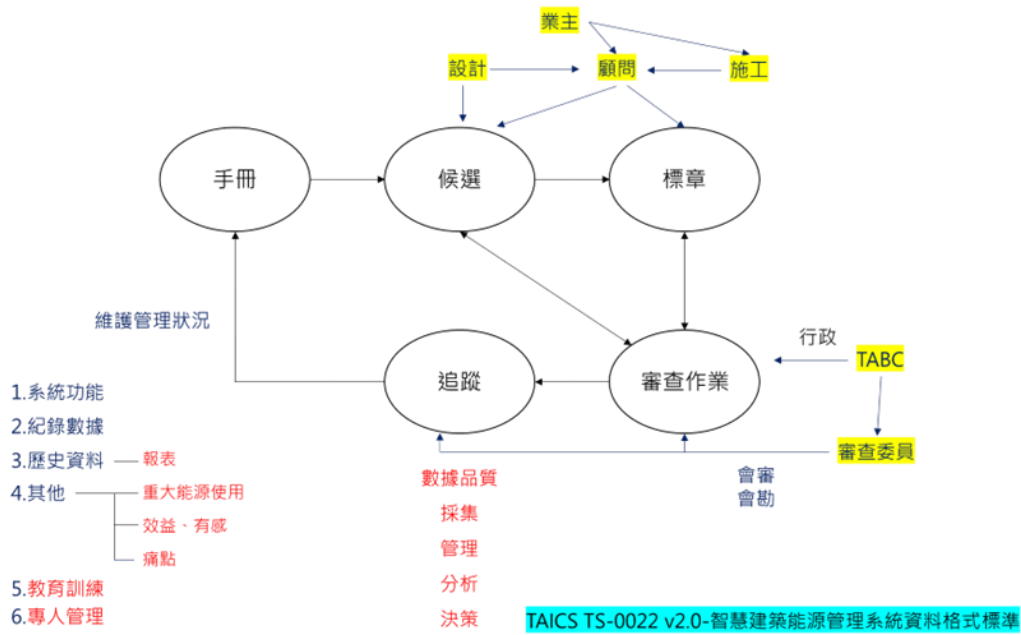 業主
設計
顧問
施工
手冊
候選
標章
維護管理狀況
追蹤
審查作業
行政
TABC
審查委員
會審
會勘
1.系統功能
2.紀錄數據
3.歷史資料
報表
4.其他
重大能源使用
效益、有感
痛點
5.教育訓練
6.專人管理
數據品質
採集
管理
分析
決策
TAICS TS-0022 v2.0-智慧建築能源管理系統資料格式標準